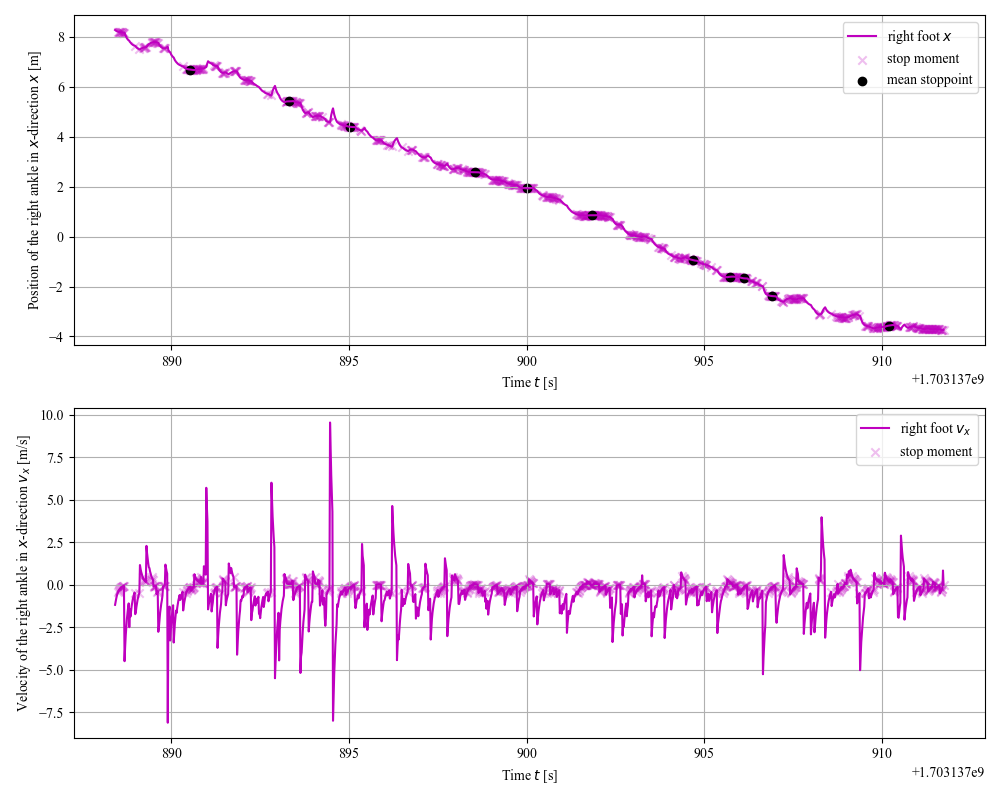 Position of the right ankle in x-direction x [m]
8
6
4
2
0
−2
−4
right foot x
stop moment
mean stoppoint
890
895
900
905
910
Time t [s]
+1.703137e9
Velocity of the right ankle in x-direction vₓ [m/s]
10.0
7.5
5.0
2.5
0.0
−2.5
−5.0
−7.5
right foot vₓ
stop moment
890
895
900
905
910
Time t [s]
+1.703137e9